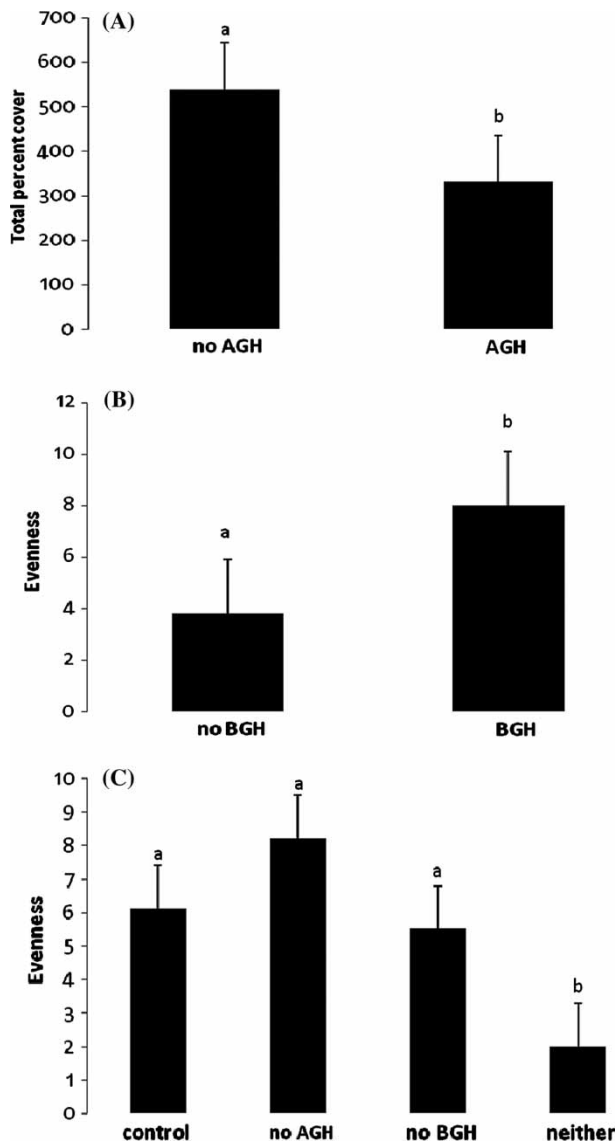 (A)
700
600
500
400
300
200
100
0
Total percent cover
a
b
no AGH AGH
(B)
12
10
8
6
4
2
0
Evenness
a
b
no BGH BGH
(C)
10
9
8
7
6
5
4
3
2
1
0
Evenness
a
a
a
b
control no AGH no BGH neither